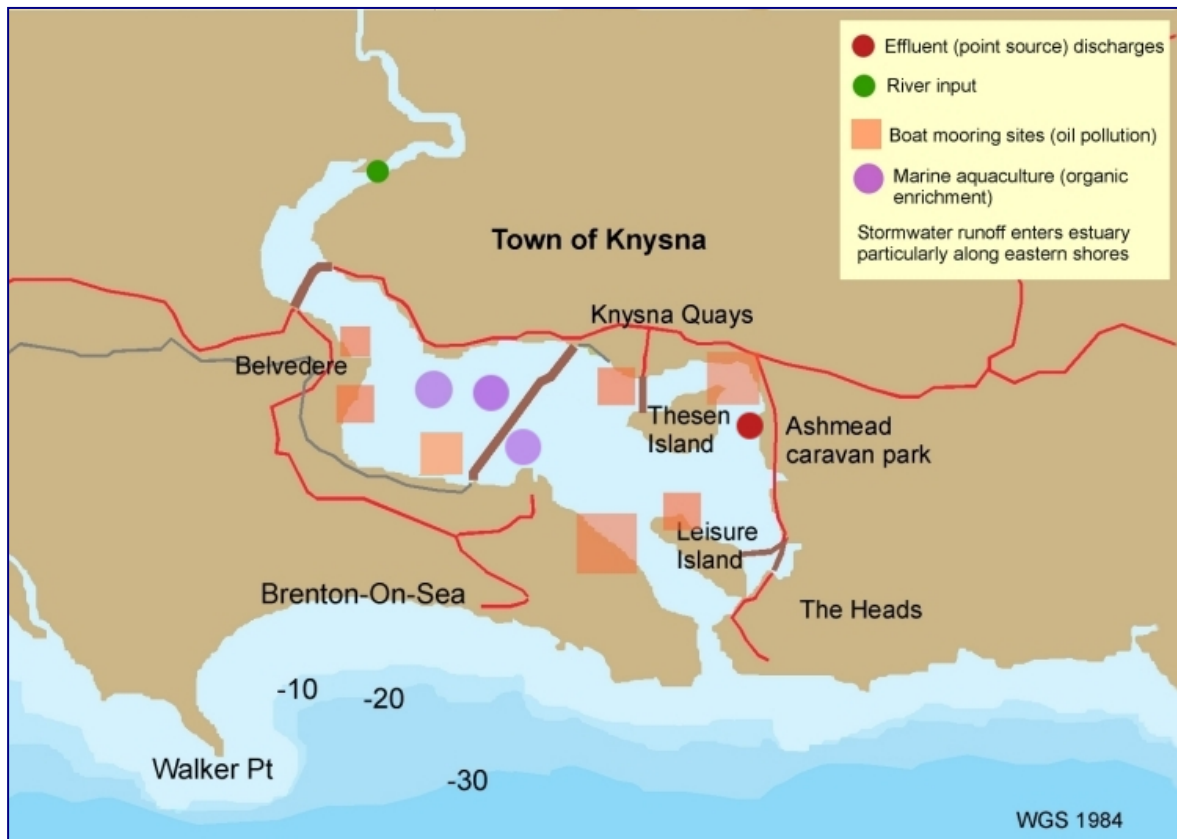 Effluent (point source) discharges
River input
Boat mooring sites (oil pollution)
Marine aquaculture (organic
enrichment)
Stormwater runoff enters estuary
particularly along eastern shores
Town of Knysna
Knysna Quays
Belvedere
Thesen
Island
Ashmead
caravan park
Leisure
Island
Brenton-On-Sea
The Heads
-10
-20
-30
Walker Pt
WGS 1984